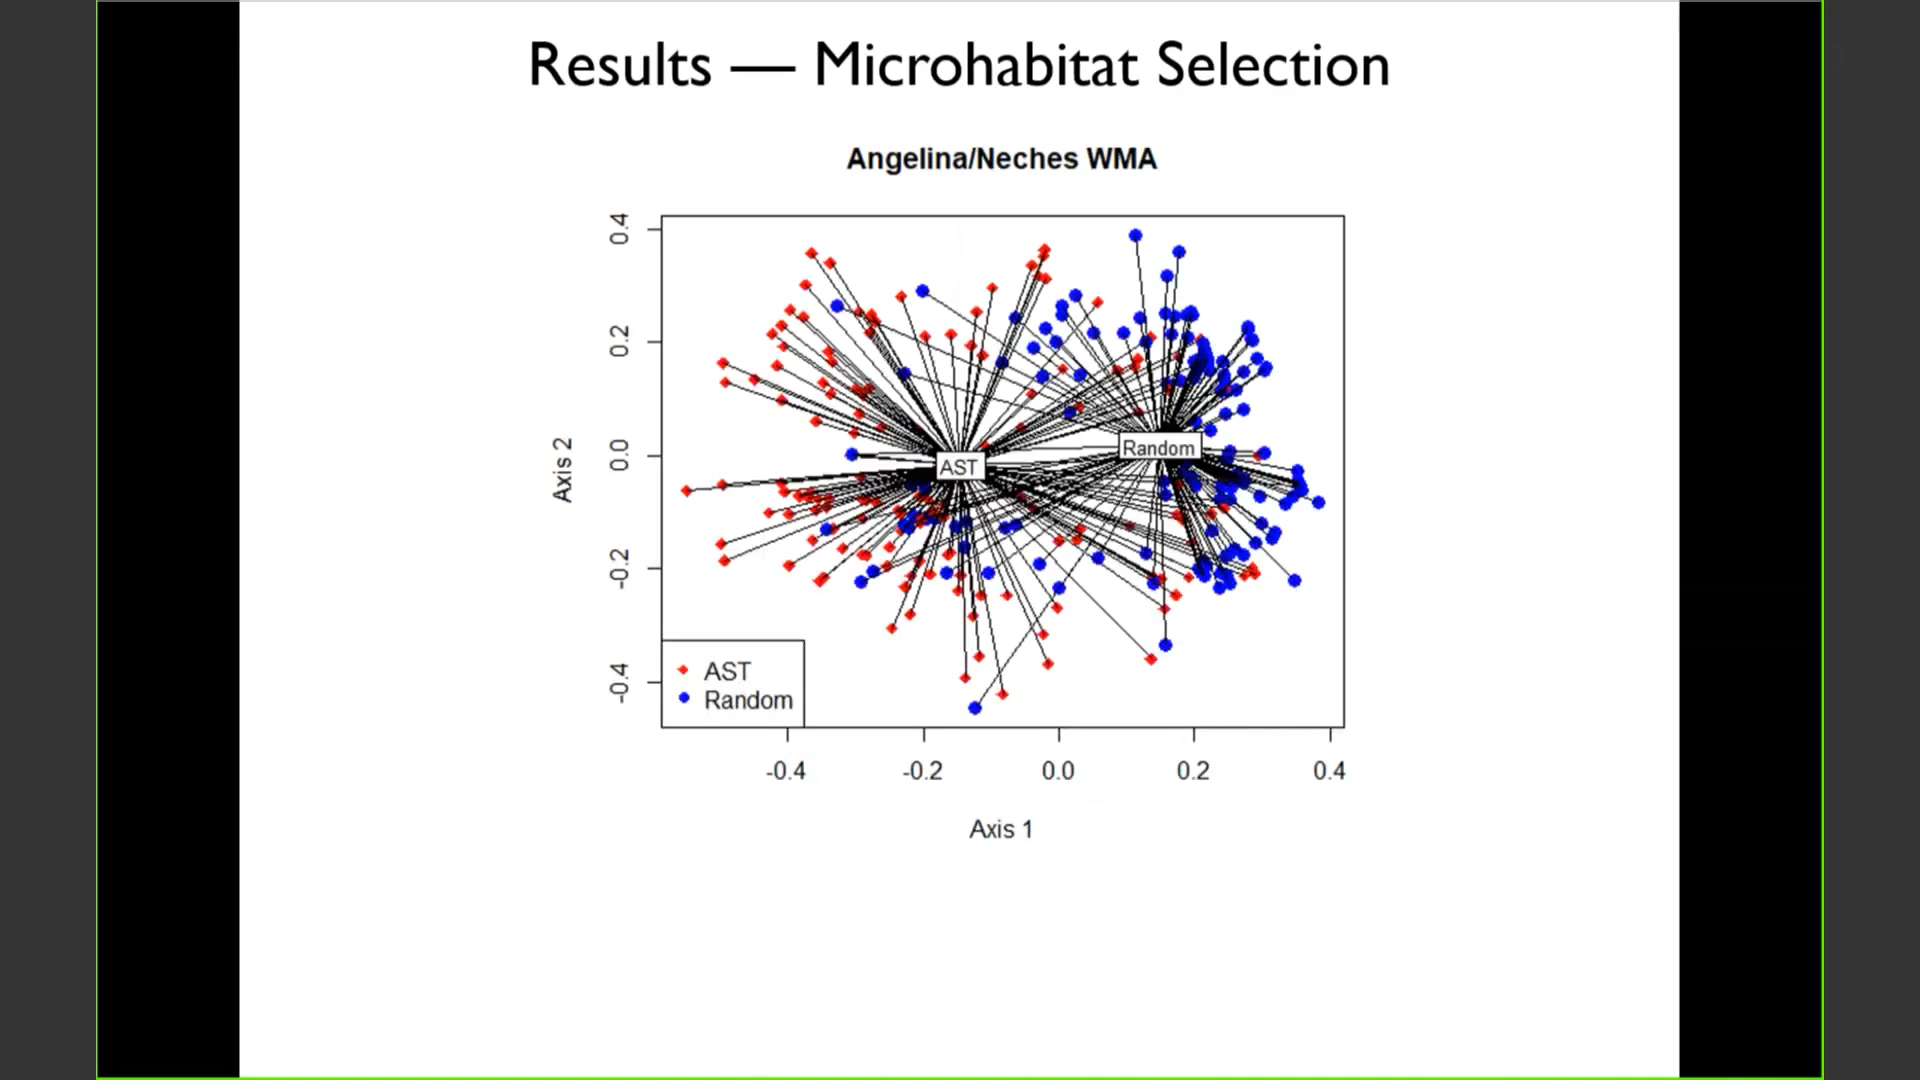 Results — Microhabitat Selection
Angelina/Neches WMA
0.4
0.2
0.0
-0.2
-0.4
Axis 2
AST
Random
AST
Random
-0.4 -0.2 0.0 0.2 0.4
Axis 1